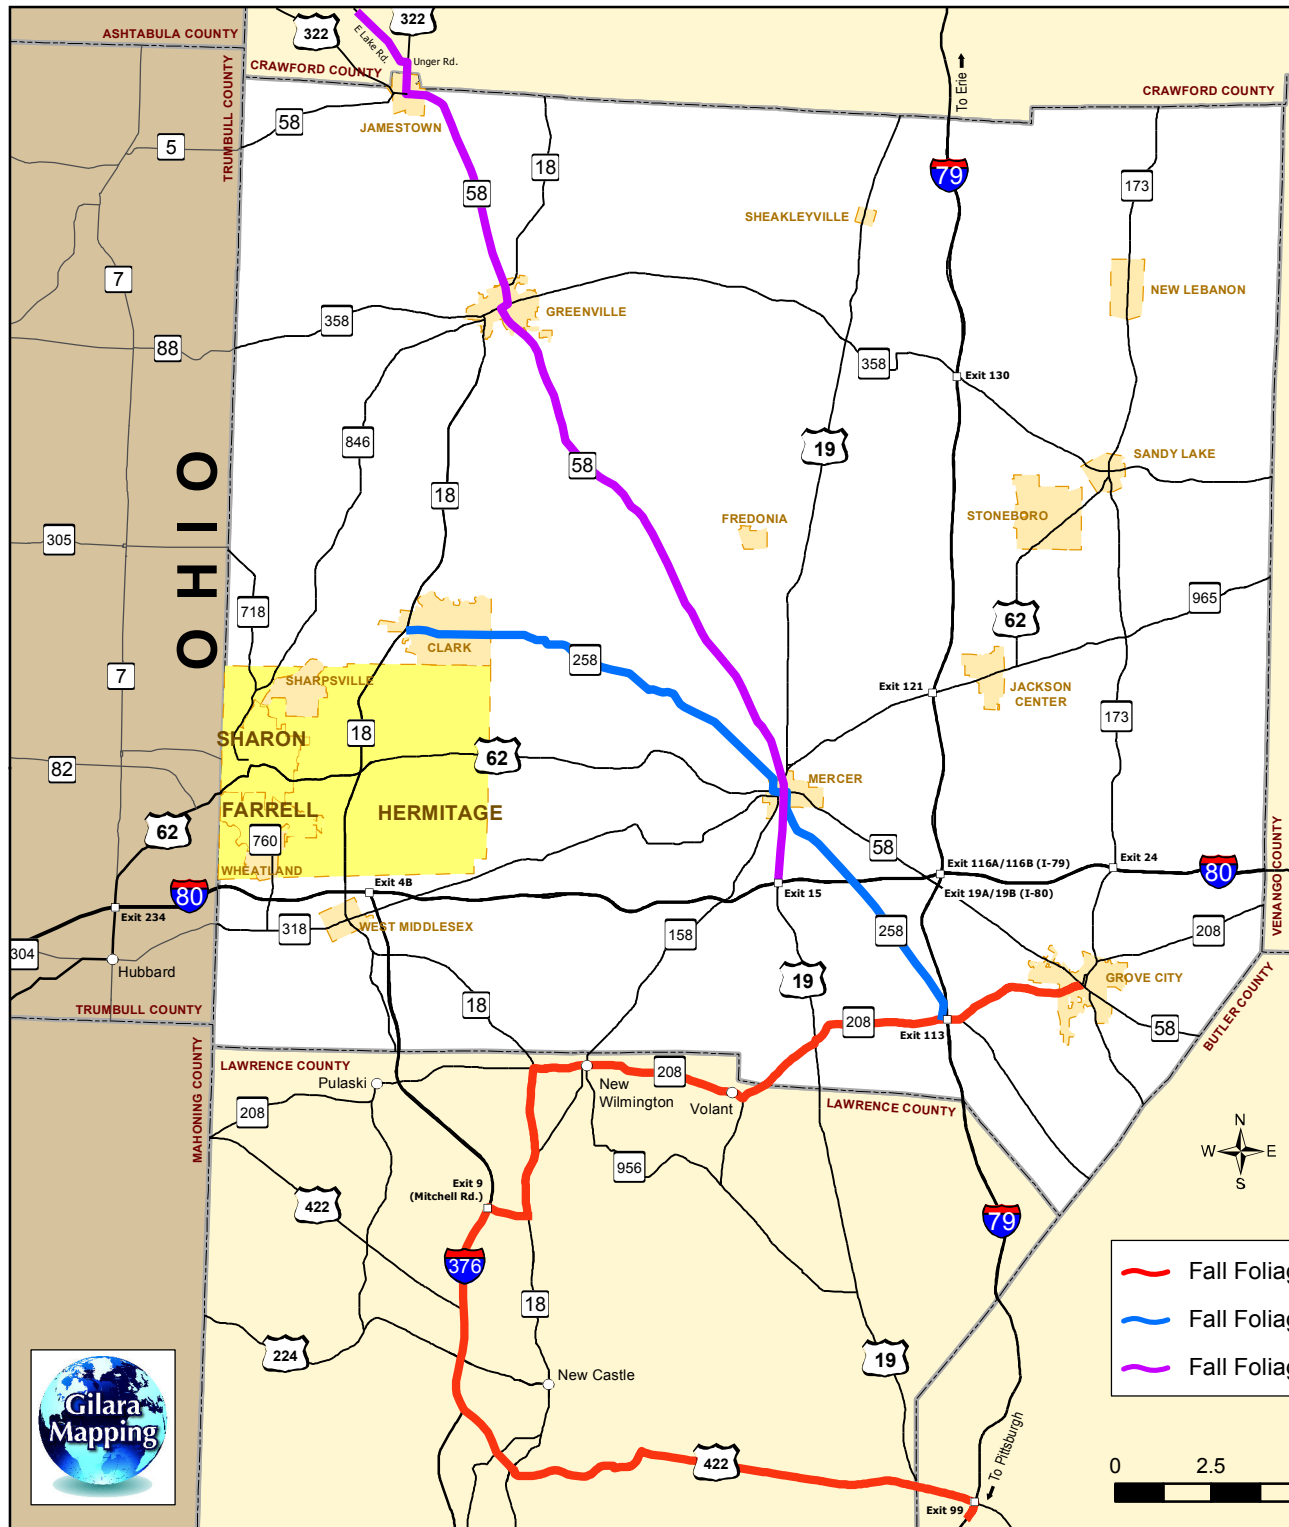 322
322
E Lake Rd.
Unger Rd.
ASHTABULA COUNTY
TRUMBULL COUNTY
CRAWFORD COUNTY
To Erie
CRAWFORD COUNTY
58
JAMESTOWN
5
18
79
173
58
SHEAKLEYVILLE
7
NEW LEBANON
GREENVILLE
358
88
358
Exit 130
846
19
SANDY LAKE
58
18
STONEBORO
FREDONIA
305
OHIO
718
965
62
CLARK
258
7
SHARPSVILLE
Exit 121
JACKSON
CENTER
173
SHARON
18
62
82
MERCER
FARRELL
HERMITAGE
62
760
58
WHEATLAND
Exit 116A/116B (I-79)
Exit 24
80
80
Exit 4B
Exit 15
Exit 19A/19B (I-80)
VENANGO COUNTY
Exit 234
318
WEST MIDDLESEX
158
258
208
304
Hubbard
GROVE CITY
19
18
TRUMBULL COUNTY
208
Exit 113
58
BUTLER COUNTY
MAHONING COUNTY
LAWRENCE COUNTY
Pulaski
208
New
Wilmington
Volant
LAWRENCE COUNTY
208
N
W E
S
956
Exit 9
(Mitchell Rd.)
422
79
376
Fall Foliag
18
Fall Foliag
224
19
Fall Foliag
New Castle
Gilara
Mapping
To Pittsburgh
422
0 2.5
Exit 99